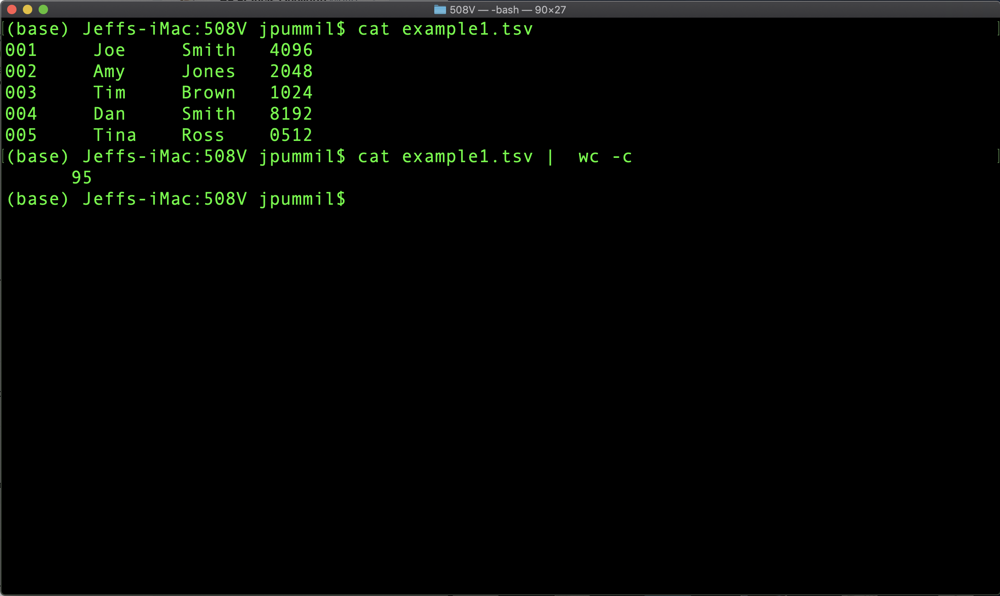 508V — -bash — 90×27
(base) Jeffs-iMac:508V jpummil$ cat example1.tsv
001     Joe     Smith   4096
002     Amy     Jones   2048
003     Tim     Brown   1024
004     Dan     Smith   8192
005     Tina    Ross    0512
(base) Jeffs-iMac:508V jpummil$ cat example1.tsv |  wc -c
      95
(base) Jeffs-iMac:508V jpummil$